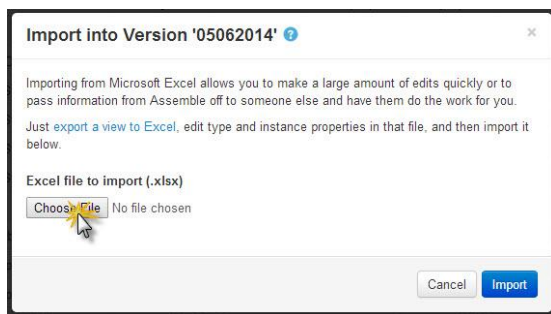 Import into Version '05062014' ?
×
Importing from Microsoft Excel allows you to make a large amount of edits quickly or to
pass information from Assemble off to someone else and have them do the work for you.
Just export a view to Excel, edit type and instance properties in that file, and then import it
below.
Excel file to import (.xlsx)
Choose File No file chosen
Cancel Import